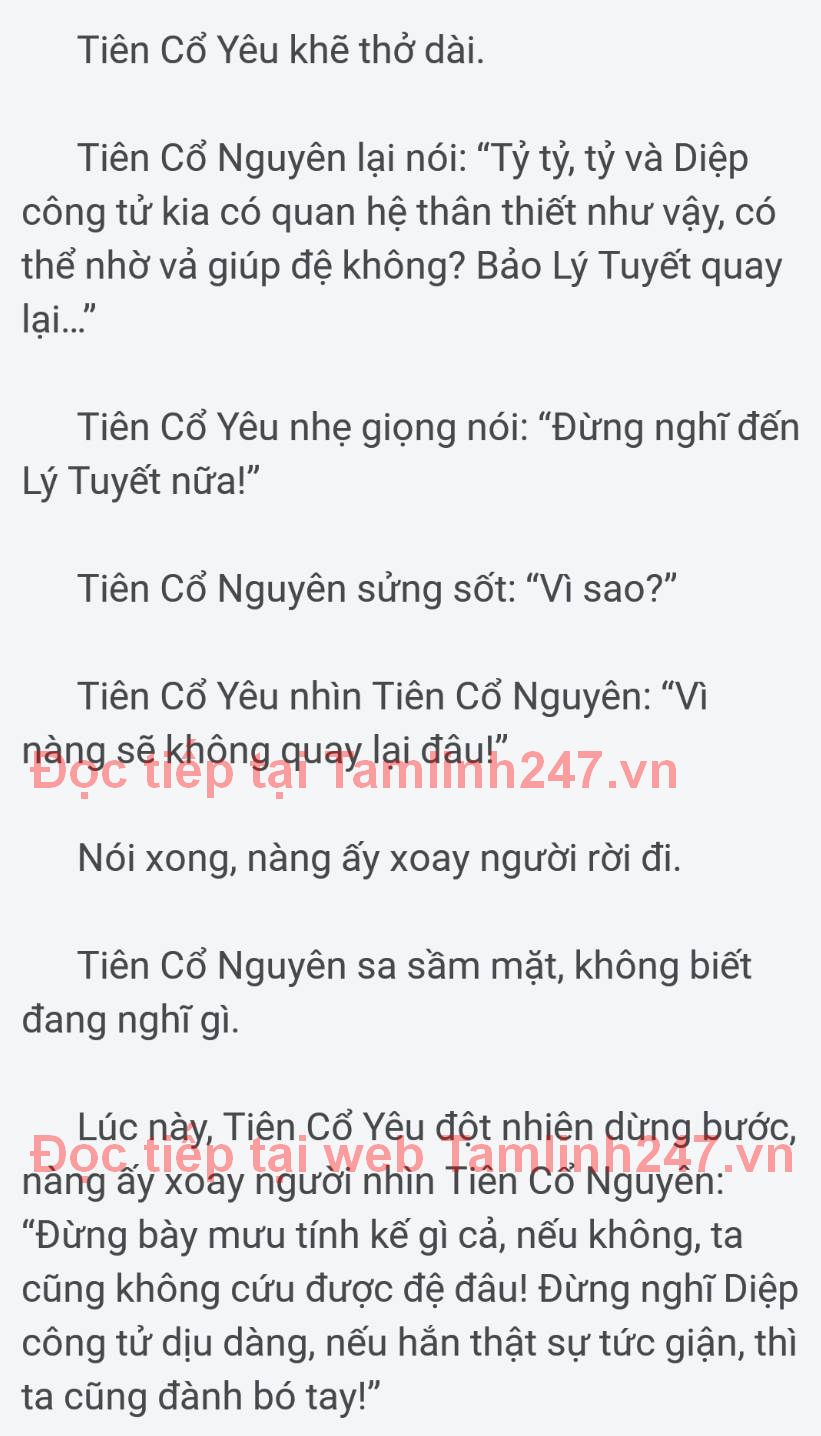 Tiên Cổ Yêu khẽ thở dài.
Tiên Cổ Nguyên lại nói: “Tỷ tỷ, tỷ và Diệp
công tử kia có quan hệ thân thiết như vậy, có
thể nhờ vả giúp đệ không? Bảo Lý Tuyết quay
lại...”
Tiên Cổ Yêu nhẹ giọng nói: “Đừng nghĩ đến
Lý Tuyết nữa!”
Tiên Cổ Nguyên sửng sốt: “Vì sao?”
Tiên Cổ Yêu nhìn Tiên Cổ Nguyên: “Vì
nàng sẽ không quay lại đâu!”
Đọc tiếp tại Tamlinh247.vn
Nói xong, nàng ấy xoay người rời đi.
Tiên Cổ Nguyên sa sầm mặt, không biết
đang nghĩ gì.
Lúc này, Tiên Cổ Yêu đột nhiên dừng bước,
Đọc tiếp tại web Tamlinh247.vn
nàng ấy xoay người nhìn Tiên Cổ Nguyên:
“Đừng bày mưu tính kế gì cả, nếu không, ta
cũng không cứu được đệ đâu! Đừng nghĩ Diệp
công tử dịu dàng, nếu hắn thật sự tức giận, thì
ta cũng đành bó tay!”